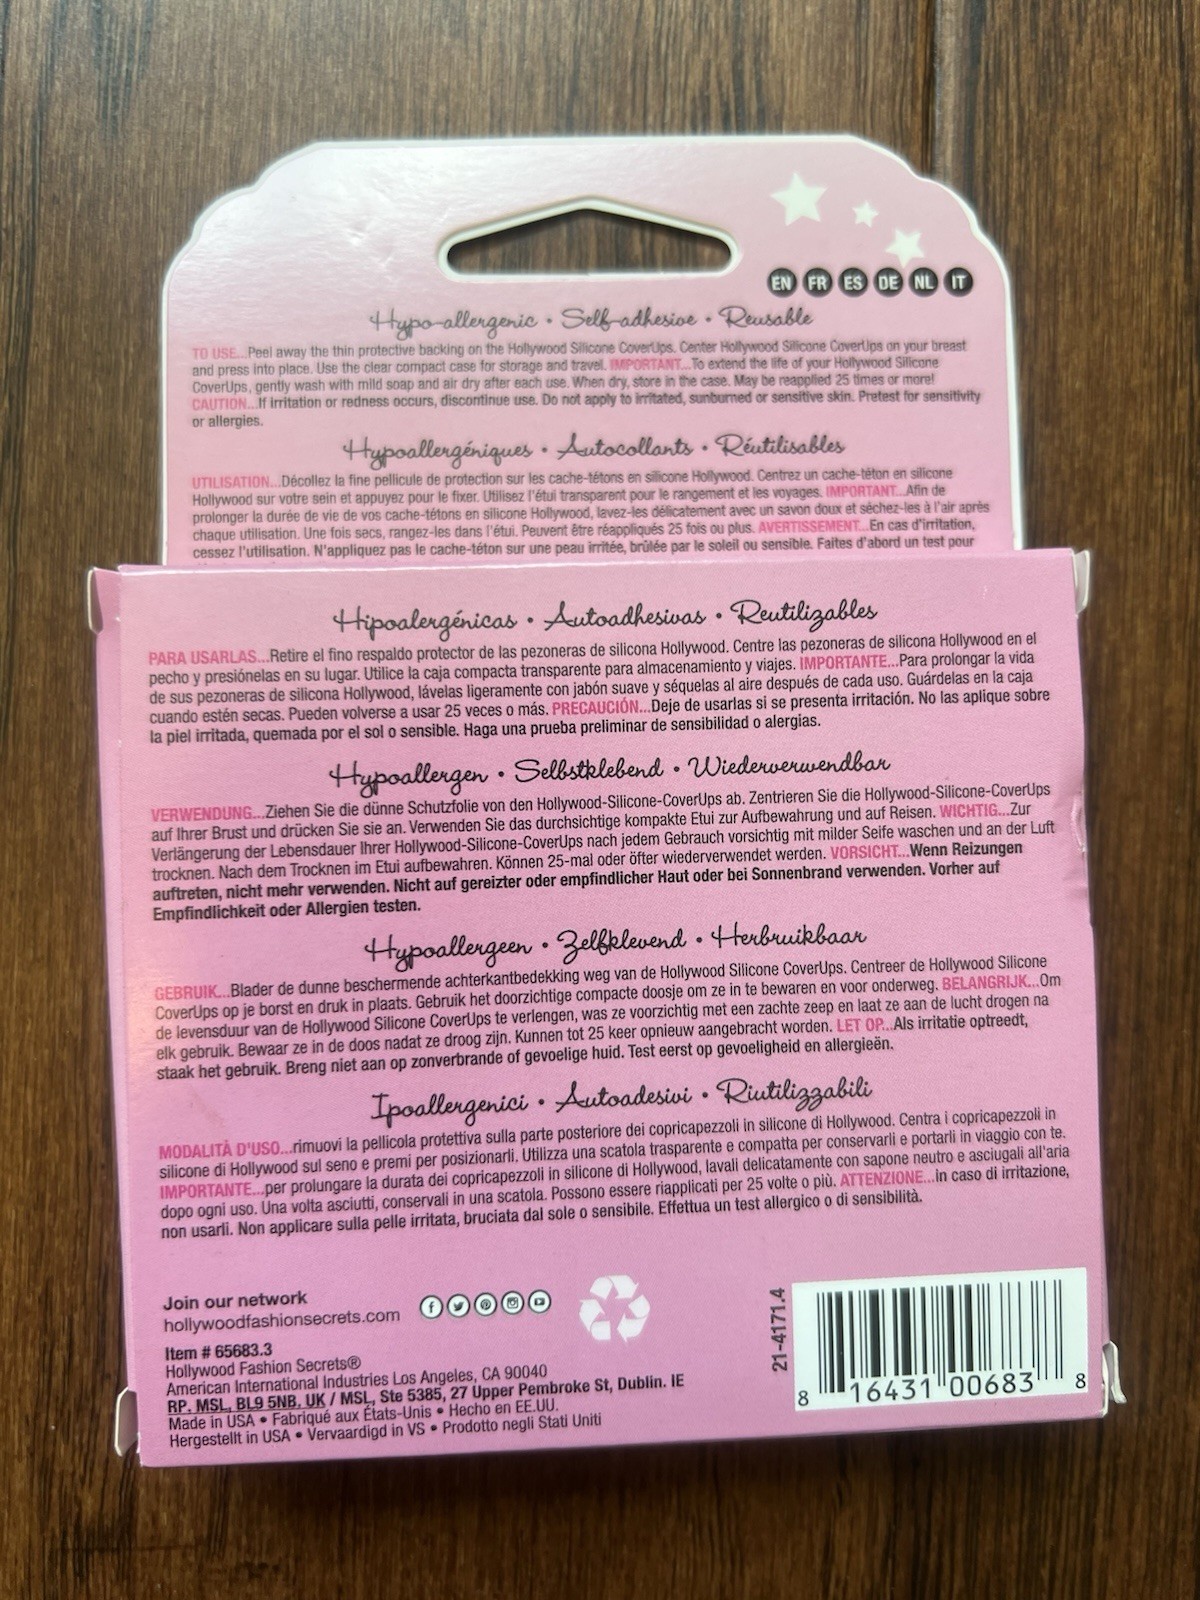 EN FR ES DE NL IT
Hypo-allergenic • Self-adhesive • Reusable
TO USE...Peel away the thin protective backing on the Hollywood Silicone CoverUps. Center Hollywood Silicone CoverUps on your breast
and press into place. Use the clear compact case for storage and travel. IMPORTANT...To extend the life of your Hollywood Silicone
CoverUps, gently wash with mild soap and air dry after each use. When dry, store in the case. May be reapplied 25 times or more!
CAUTION...If irritation or redness occurs, discontinue use. Do not apply to irritated, sunburned or sensitive skin. Pretest for sensitivity
or allergies.
Hypoallergéniques • Autocollants • Réutilisables
UTILISATION...Décollez la fine pellicule de protection sur les cache-tétons en silicone Hollywood. Centrez un cache-téton en silicone
Hollywood sur votre sein et appuyez pour le fixer. Utilisez l'étui transparent pour le rangement et les voyages. IMPORTANT...Afin de
prolonger la durée de vie de vos cache-tétons en silicone Hollywood, lavez-les délicatement avec un savon doux et séchez-les à l'air après
chaque utilisation. Une fois secs, rangez-les dans l'étui. Peuvent être réappliqués 25 fois ou plus. AVERTISSEMENT...En cas d'irritation,
cessez l'utilisation. N'appliquez pas le cache-téton sur une peau irritée, brûlée par le soleil ou sensible. Faites d'abord un test pour
Hipoalergénicas • Autoadhesivas • Reutilizables
PARA USARLAS...Retire el fino respaldo protector de las pezoneras de silicona Hollywood. Centre las pezoneras de silicona Hollywood en el
pecho y presiónelas en su lugar. Utilice la caja compacta transparente para almacenamiento y viajes. IMPORTANTE...Para prolongar la vida
de sus pezoneras de silicona Hollywood, lávelas ligeramente con jabón suave y séquelas al aire después de cada uso. Guárdelas en la caja
cuando estén secas. Pueden volverse a usar 25 veces o más. PRECAUCIÓN...Deje de usarlas si se presenta irritación. No las aplique sobre
la piel irritada, quemada por el sol o sensible. Haga una prueba preliminar de sensibilidad o alergias.
Hypoallergen • Selbstklebend • Wiederverwendbar
VERWENDUNG...Ziehen Sie die dünne Schutzfolie von den Hollywood-Silicone-CoverUps ab. Zentrieren Sie die Hollywood-Silicone-CoverUps
auf Ihrer Brust und drücken Sie sie an. Verwenden Sie das durchsichtige kompakte Etui zur Aufbewahrung und auf Reisen. WICHTIG...Zur
Verlängerung der Lebensdauer Ihrer Hollywood-Silicone-CoverUps nach jedem Gebrauch vorsichtig mit milder Seife waschen und an der Luft
trocknen. Nach dem Trocknen im Etui aufbewahren. Können 25-mal oder öfter wiederverwendet werden. VORSICHT...Wenn Reizungen
auftreten, nicht mehr verwenden. Nicht auf gereizter oder empfindlicher Haut oder bei Sonnenbrand verwenden. Vorher auf
Empfindlichkeit oder Allergien testen.
Hypoallergeen • Zelfklevend • Herbruikbaar
GEBRUIK...Blader de dunne beschermende achterkantbedekking weg van de Hollywood Silicone CoverUps. Centreer de Hollywood Silicone
CoverUps op je borst en druk in plaats. Gebruik het doorzichtige compacte doosje om ze in te bewaren en voor onderweg. BELANGRIJK...Om
de levensduur van de Hollywood Silicone CoverUps te verlengen, was ze voorzichtig met een zachte zeep en laat ze aan de lucht drogen na
elk gebruik. Bewaar ze in de doos nadat ze droog zijn. Kunnen tot 25 keer opnieuw aangebracht worden. LET OP...Als irritatie optreedt,
staak het gebruik. Breng niet aan op zonverbrande of gevoelige huid. Test eerst op gevoeligheid en allergieën.
Ipoallergenici • Autoadesivi • Riutilizzabili
MODALITÀ D'USO...rimuovi la pellicola protettiva sulla parte posteriore dei copricapezzoli in silicone di Hollywood. Centra i copricapezzoli in
silicone di Hollywood sul seno e premi per posizionarli. Utilizza una scatola trasparente e compatta per conservarli e portarli in viaggio con te.
IMPORTANTE...per prolungare la durata dei copricapezzoli in silicone di Hollywood, lavali delicatamente con sapone neutro e asciugali all'aria
dopo ogni uso. Una volta asciutti, conservali in una scatola. Possono essere riapplicati per 25 volte o più. ATTENZIONE...in caso di irritazione,
non usarli. Non applicare sulla pelle irritata, bruciata dal sole o sensibile. Effettua un test allergico o di sensibilità.
Join our network
hollywoodfashionsecrets.com
Item # 65683.3
Hollywood Fashion Secrets®
American International Industries Los Angeles, CA 90040
RP. MSL, BL9 5NB, UK / MSL, Ste 5385, 27 Upper Pembroke St, Dublin. IE
Made in USA • Fabriqué aux États-Unis • Hecho en EE.UU.
Hergestellt in USA • Vervaardigd in VS • Prodotto negli Stati Uniti
21-4171.4
8 16431 00683 8